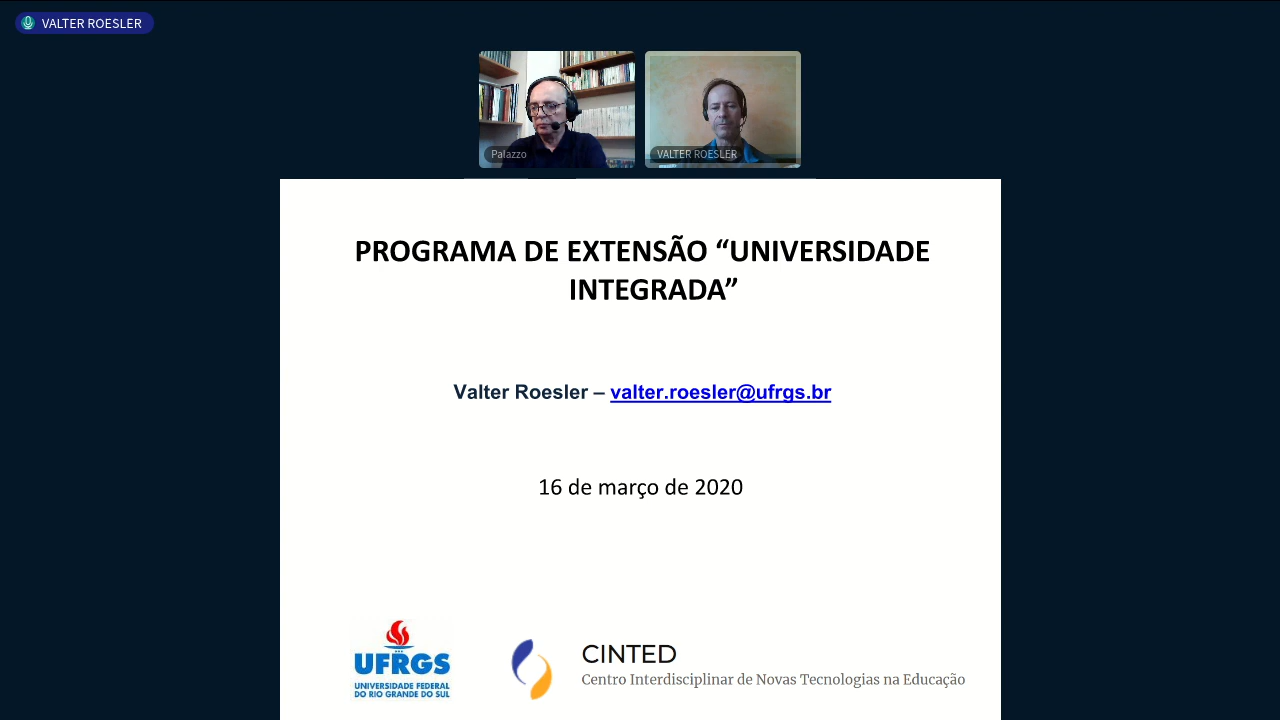 VALTER ROESLER
Palazzo
VALTER ROESLER
PROGRAMA DE EXTENSÃO “UNIVERSIDADE
INTEGRADA”
Valter Roesler – valter.roesler@ufrgs.br
16 de março de 2020
UFRGS
UNIVERSIDADE FEDERAL
DO RIO GRANDE DO SUL
CINTED
Centro Interdisciplinar de Novas Tecnologias na Educação